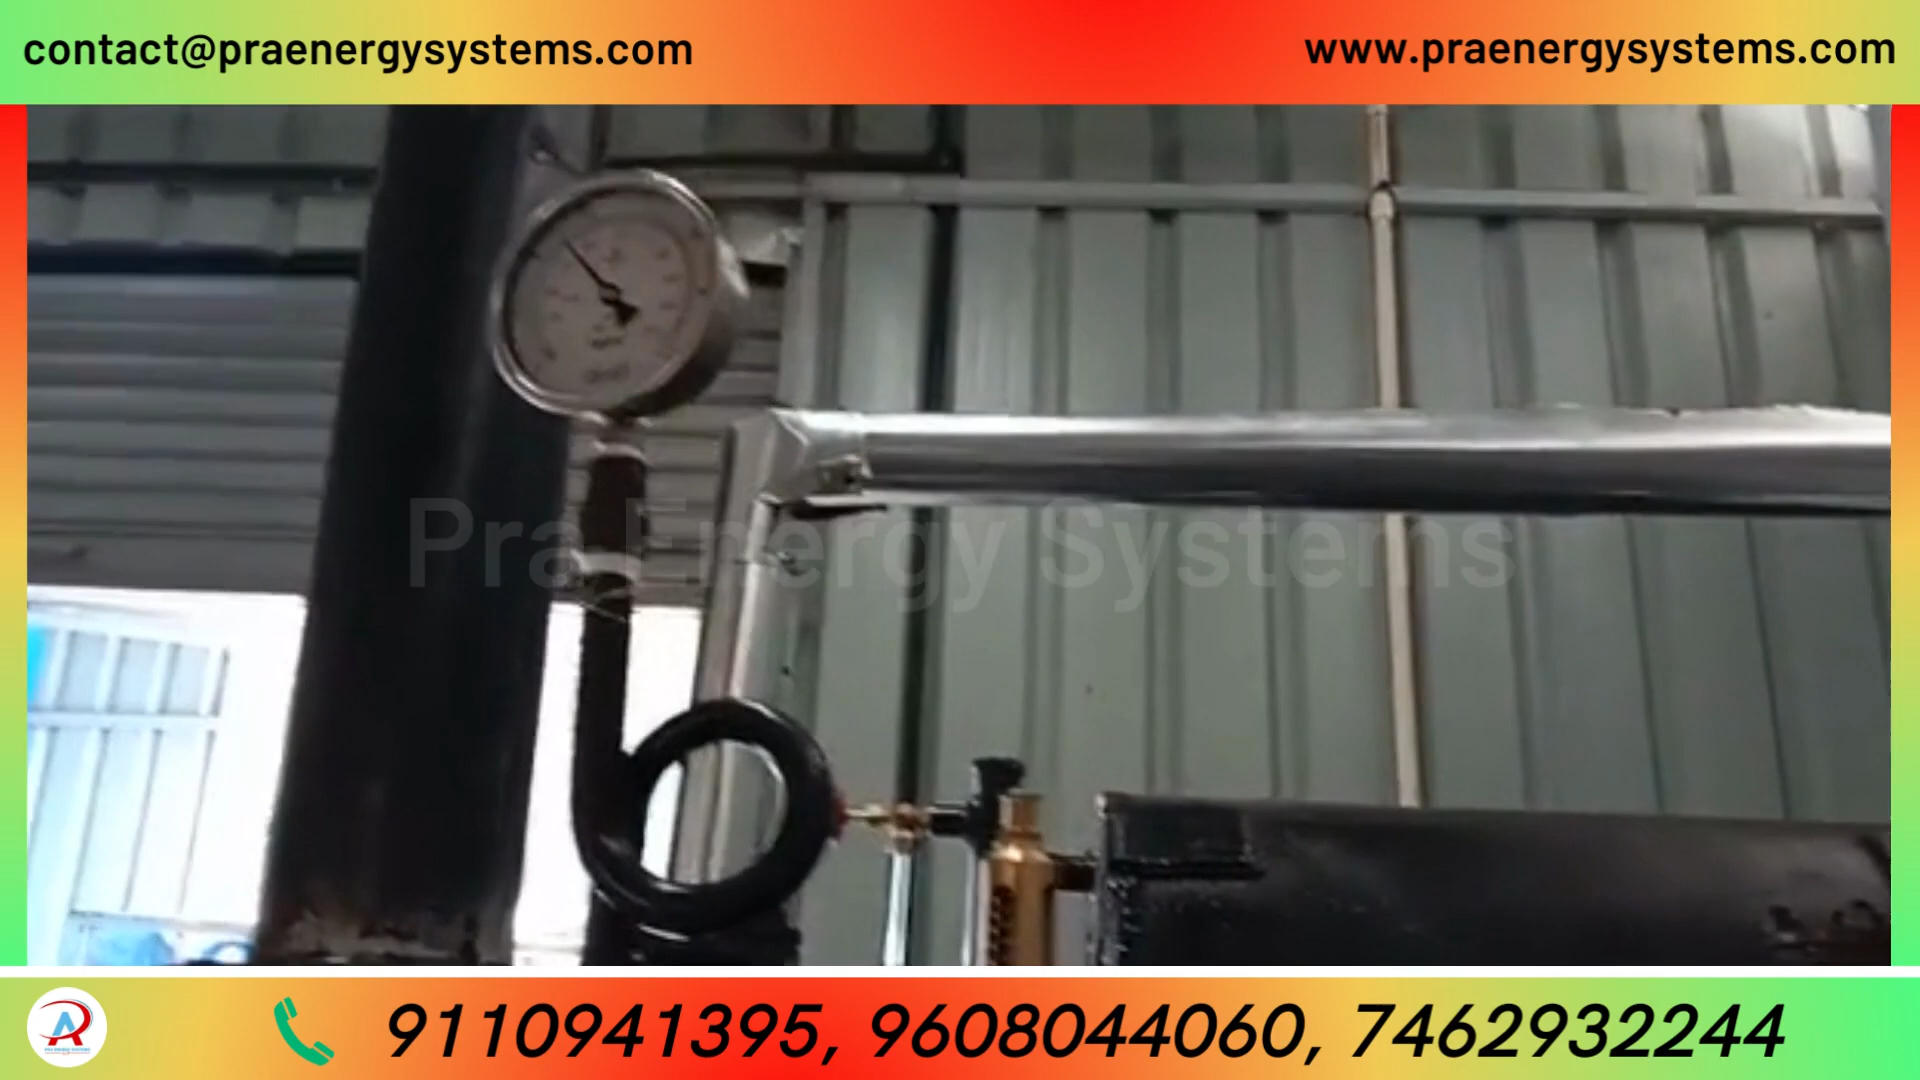 contact@praenergysystems.com
www.praenergysystems.com
Pra Energy Systems
9110941395, 9608044060, 7462932244